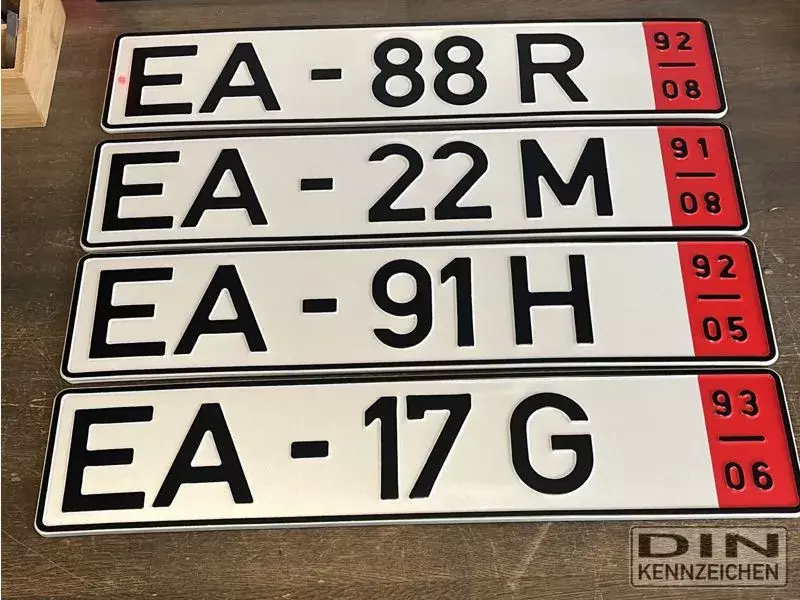 EA - 88 R 92
08
EA - 22 M 91
08
EA - 91 H 92
05
EA - 17 G 93
06
DIN
KENNZEICHEN